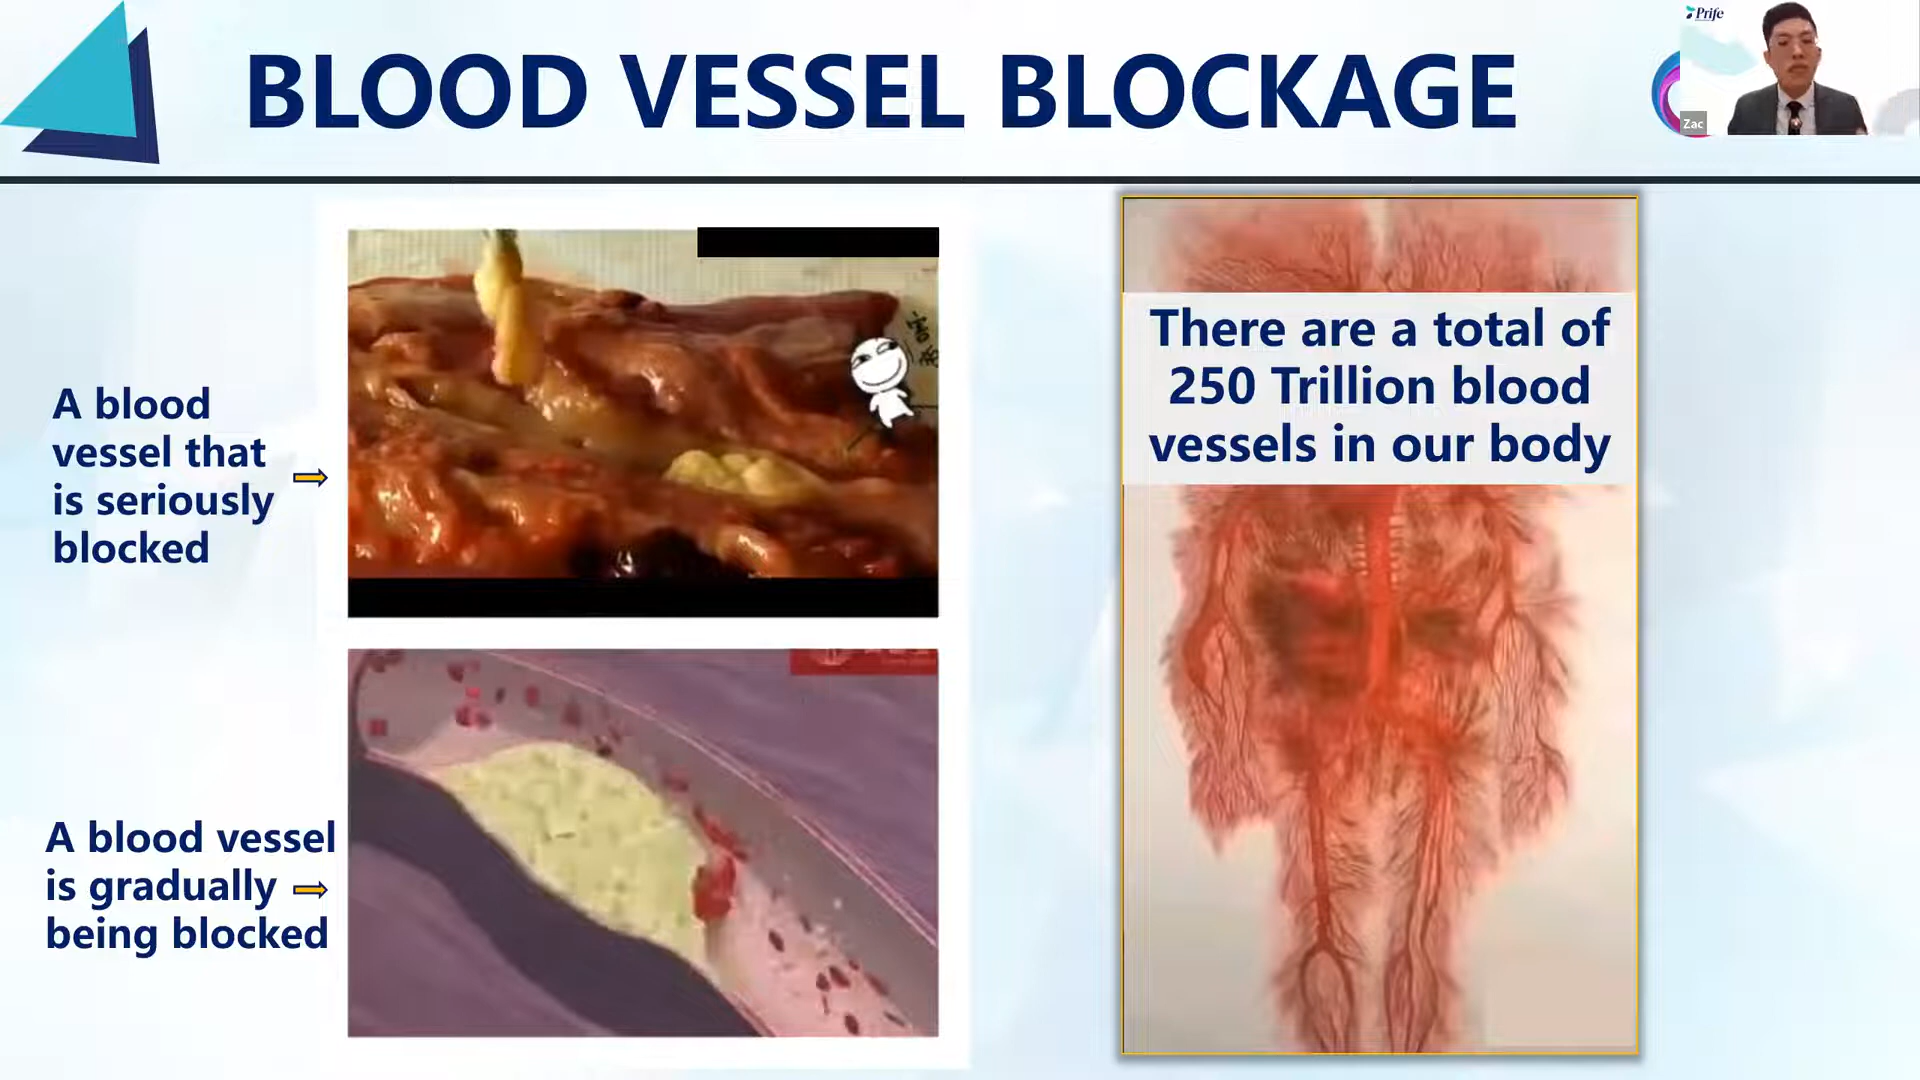 BLOOD VESSEL BLOCKAGE
Prife
Zac
A blood
vessel that
is seriously
blocked
There are a total of
250 Trillion blood
vessels in our body
A blood vessel
is gradually
being blocked